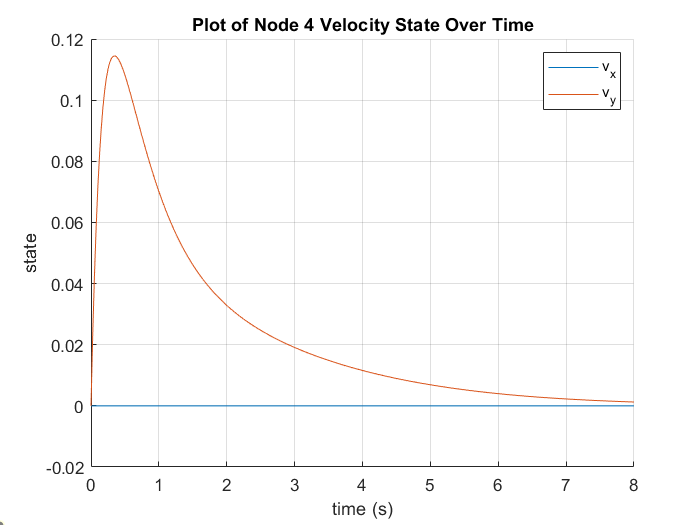 Plot of Node 4 Velocity State Over Time
0.12
0.1
0.08
0.06
0.04
0.02
0
-0.02
state
v_x
v_y
0 1 2 3 4 5 6 7 8
time (s)